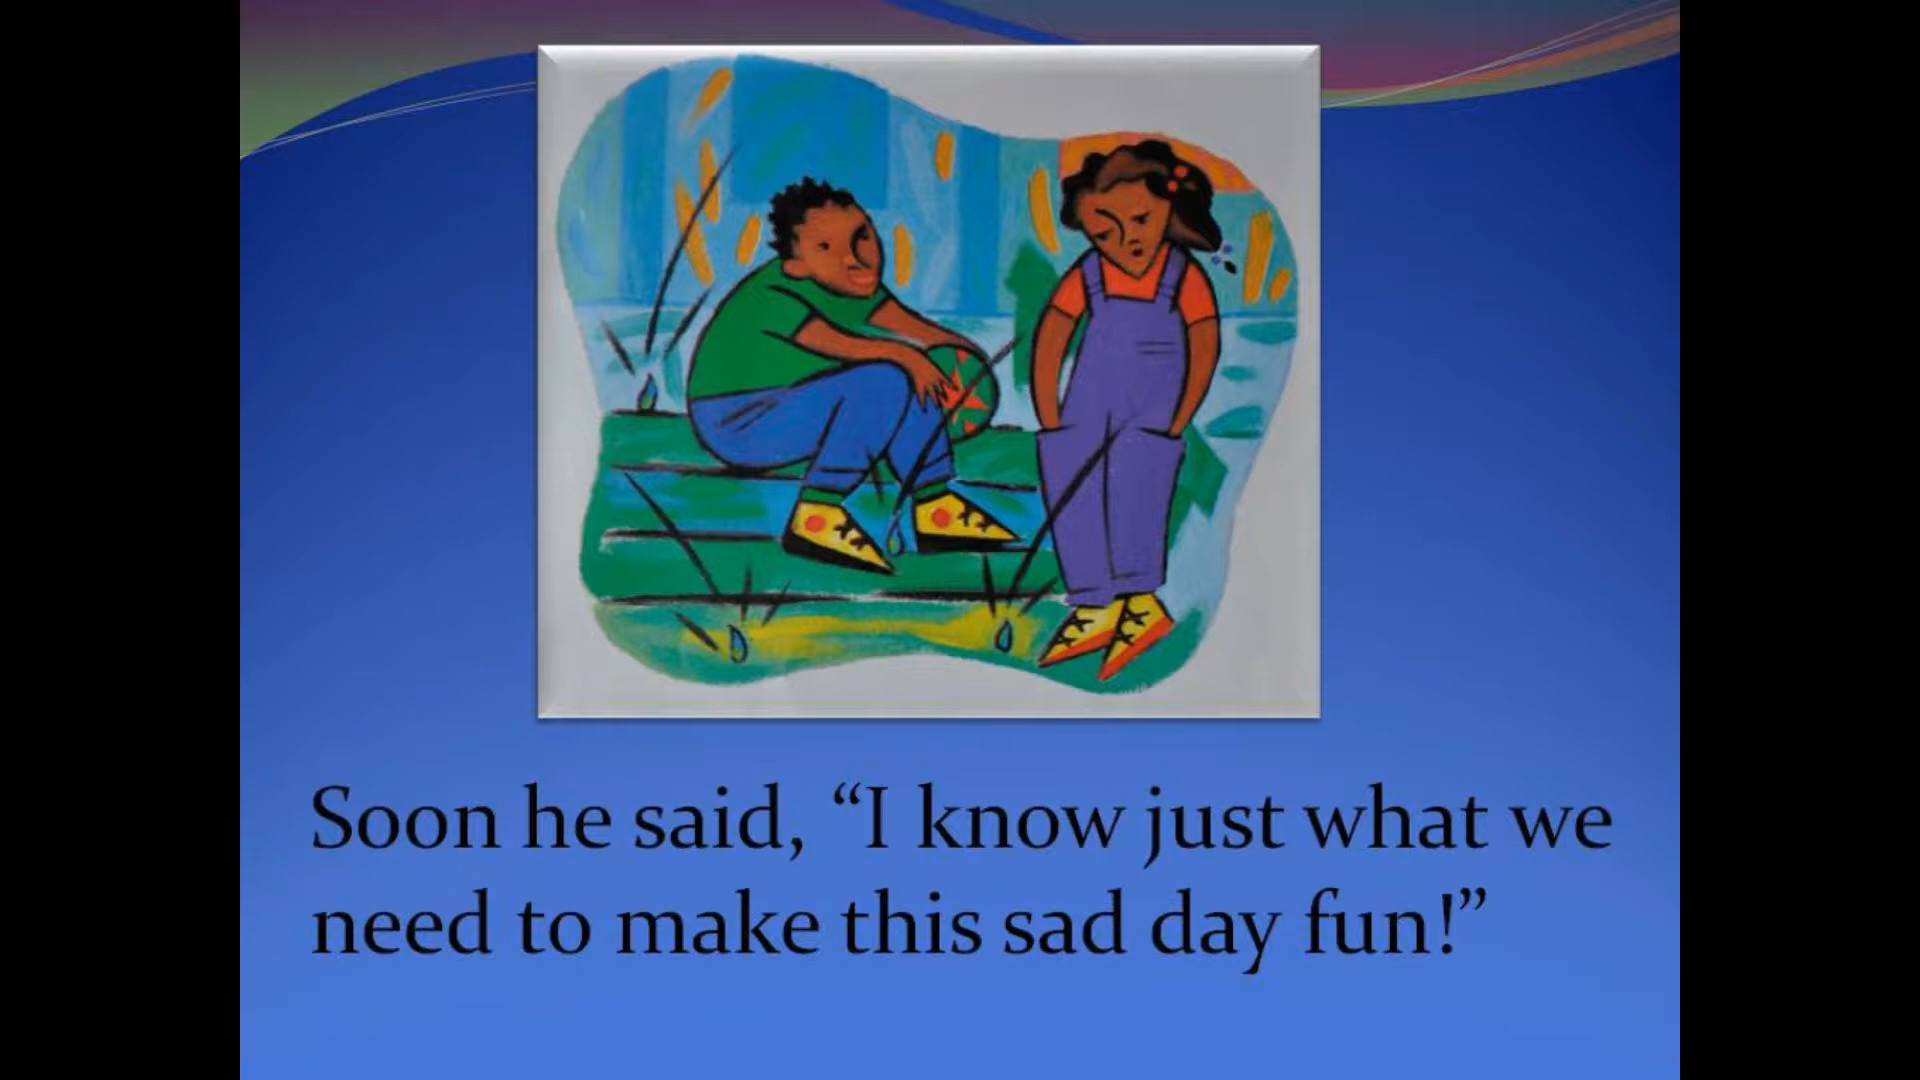 Soon he said, “I know just what we
need to make this sad day fun!”